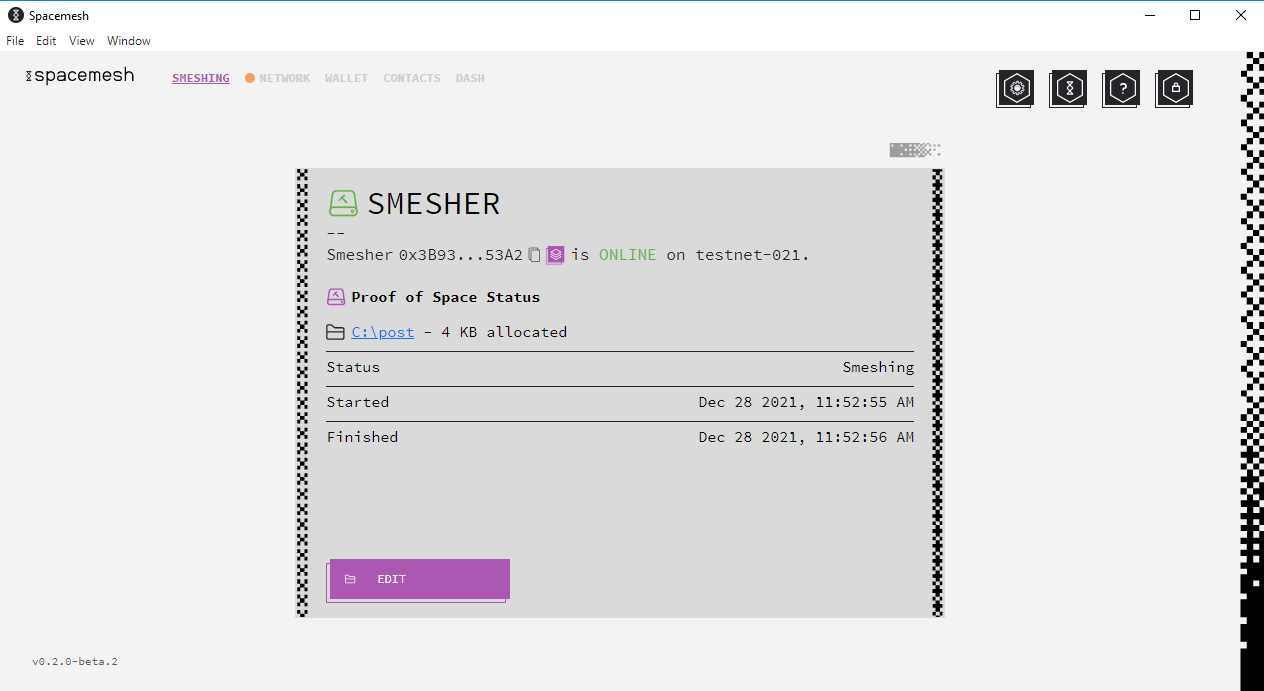 Spacemesh
File Edit View Window
spacemesh SMESHING NETWORK WALLET CONTACTS DASH
?
SMESHER
--
Smesher 0x3B93...53A2 is ONLINE on testnet-021.
Proof of Space Status
C:\post - 4 KB allocated
Status Smeshing
Started Dec 28 2021, 11:52:55 AM
Finished Dec 28 2021, 11:52:56 AM
EDIT
v0.2.0-beta.2